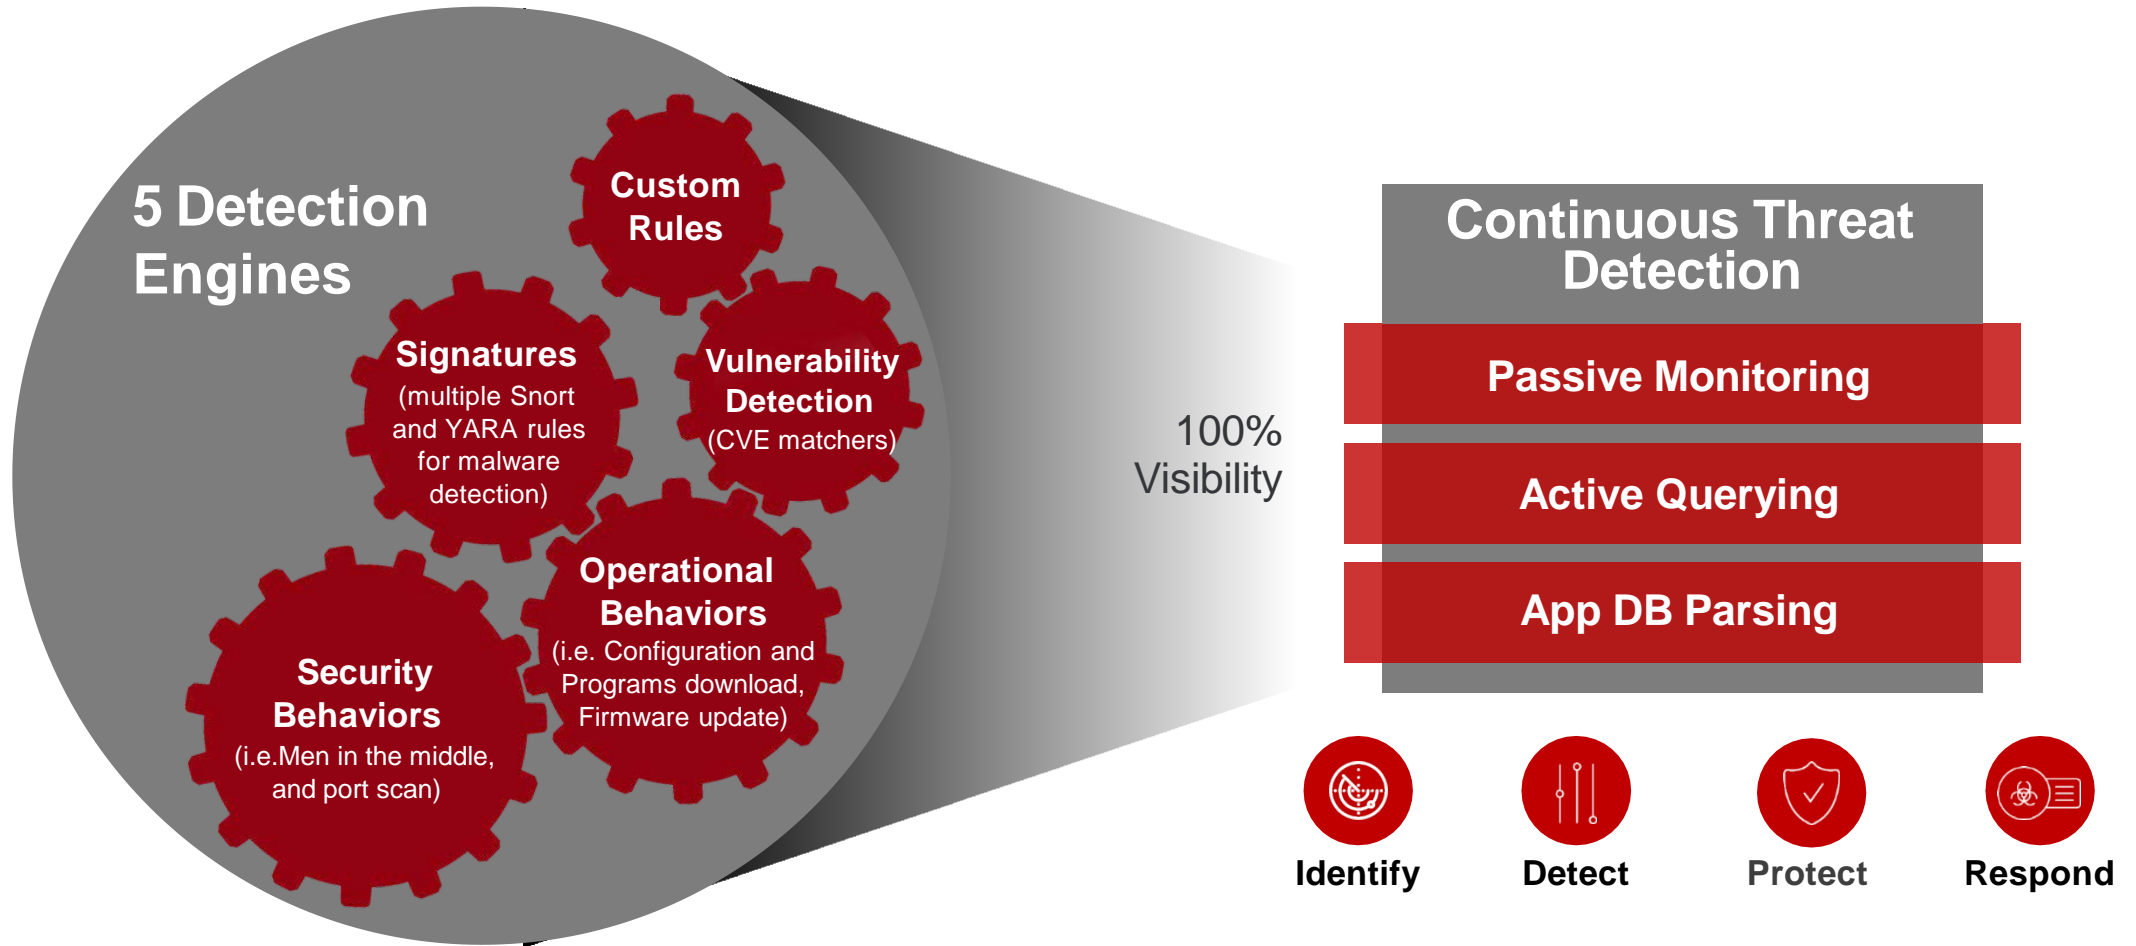 5 Detection
Engines
Custom
Rules
Signatures
(multiple Snort
and YARA rules
for malware
detection)
Vulnerability
Detection
(CVE matchers)
Operational
Behaviors
(i.e. Configuration and
Programs download,
Firmware update)
Security
Behaviors
(i.e.Men in the middle,
and port scan)
100%
Visibility
Continuous Threat
Detection
Passive Monitoring
Active Querying
App DB Parsing
Identify
Detect
Protect
Respond